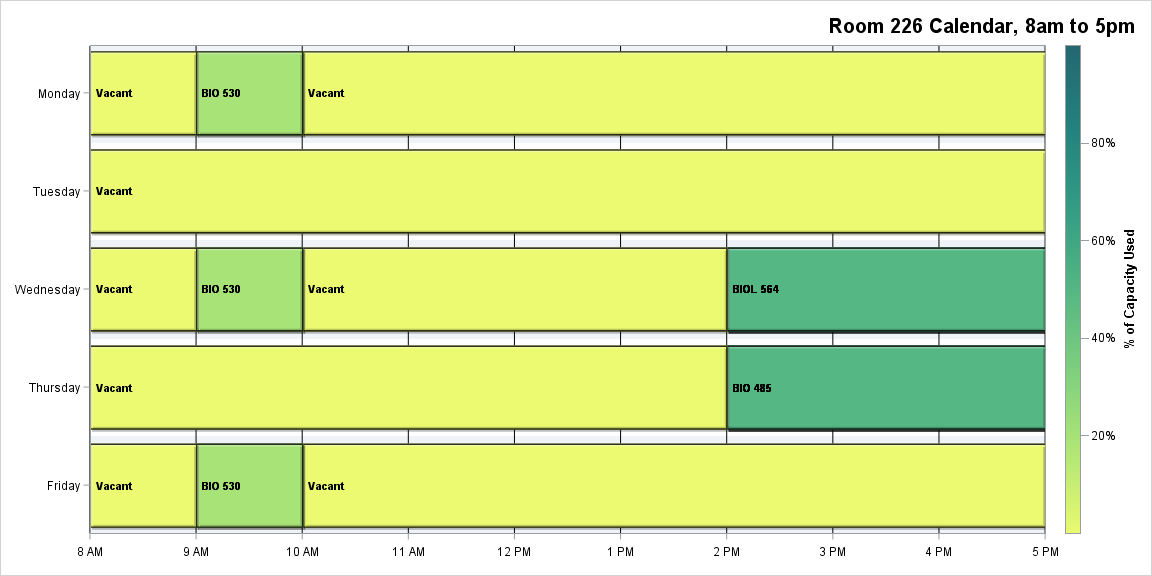 Room 226 Calendar, 8am to 5pm
Monday
Vacant
BIO 530
Vacant
Tuesday
Vacant
Wednesday
Vacant
BIO 530
Vacant
BIOL 564
Thursday
Vacant
BIO 485
Friday
Vacant
BIO 530
Vacant
8 AM
9 AM
10 AM
11 AM
12 PM
1 PM
2 PM
3 PM
4 PM
5 PM
80%
60%
40%
20%
% of Capacity Used